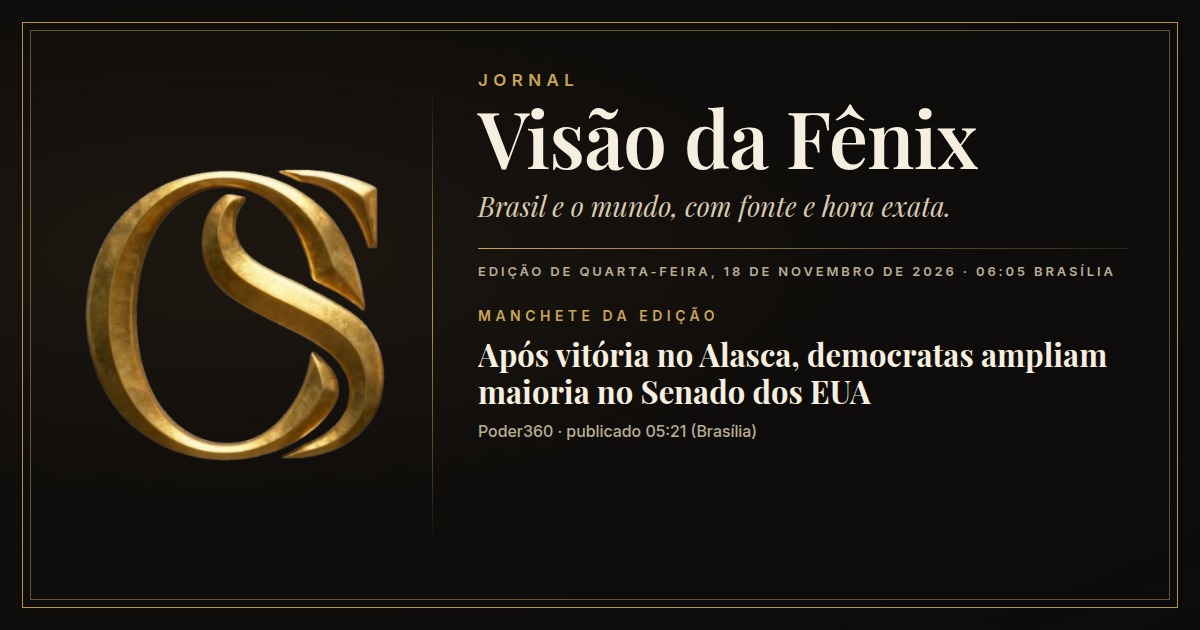 JORNAL
Visão da Fênix
Brasil e o mundo, com fonte e hora exata.
EDIÇÃO DE QUARTA-FEIRA, 18 DE NOVEMBRO DE 2026 · 06:05 BRASÍLIA
MANCHETE DA EDIÇÃO
Após vitória no Alasca, democratas ampliam
maioria no Senado dos EUA
Poder360 · publicado 05:21 (Brasília)